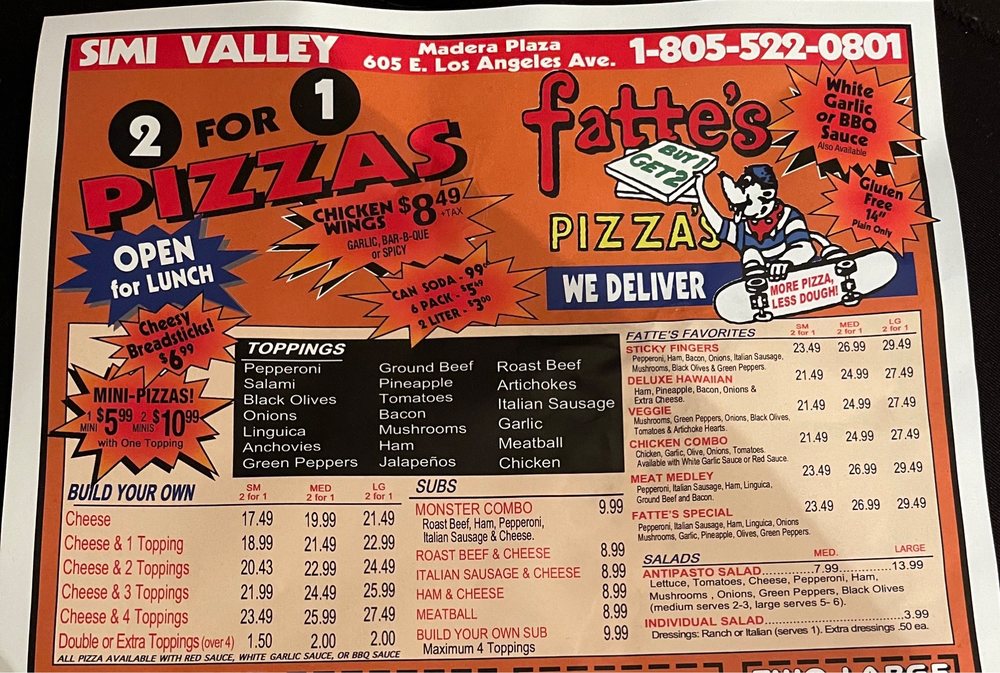 SIMI VALLEY
Madera Plaza
605 E. Los Angeles Ave.
1-805-522-0801
2 FOR 1
PIZZAS
fatte's
PIZZA'S
BUY 1
GET 2
WE DELIVER
MORE PIZZA,
LESS DOUGH!
White
Garlic
or BBQ
Sauce
Also Available
Gluten
Free
14"
Plain Only
CHICKEN
WINGS
$8.49
+TAX
GARLIC, BAR-B-QUE
or SPICY
OPEN
for LUNCH
CAN SODA - 99¢
6 PACK - $5.49
2 LITER - $3.00
Cheesy
Breadsticks!
$6.99
MINI-PIZZAS!
1 MINI $5.99 2 MINIS $10.99
with One Topping
TOPPINGS
Pepperoni
Salami
Black Olives
Onions
Linguica
Anchovies
Green Peppers
Ground Beef
Pineapple
Tomatoes
Bacon
Mushrooms
Ham
Jalapeños
Roast Beef
Artichokes
Italian Sausage
Garlic
Meatball
Chicken
BUILD YOUR OWN
SM 2 for 1 MED 2 for 1 LG 2 for 1
Cheese 17.49 19.99 21.49
Cheese & 1 Topping 18.99 21.49 22.99
Cheese & 2 Toppings 20.43 22.99 24.49
Cheese & 3 Toppings 21.99 24.49 25.99
Cheese & 4 Toppings 23.49 25.99 27.49
Double or Extra Toppings (over 4) 1.50 2.00 2.00
ALL PIZZA AVAILABLE WITH RED SAUCE, WHITE GARLIC SAUCE, OR BBQ SAUCE
SUBS
MONSTER COMBO 9.99
Roast Beef, Ham, Pepperoni,
Italian Sausage & Cheese.
ROAST BEEF & CHEESE 8.99
ITALIAN SAUSAGE & CHEESE 8.99
HAM & CHEESE 8.99
MEATBALL 8.99
BUILD YOUR OWN SUB 9.99
Maximum 4 Toppings
FATTE'S FAVORITES
SM 2 for 1 MED 2 for 1 LG 2 for 1
STICKY FINGERS 23.49 26.99 29.49
Pepperoni, Ham, Bacon, Onions, Italian Sausage,
Mushrooms, Black Olives & Green Peppers.
DELUXE HAWAIIAN 21.49 24.99 27.49
Ham, Pineapple, Bacon, Onions &
Extra Cheese.
VEGGIE 21.49 24.99 27.49
Mushrooms, Green Peppers, Onions, Black Olives,
Tomatoes & Artichoke Hearts.
CHICKEN COMBO 21.49 24.99 27.49
Chicken, Garlic, Olive, Onions, Tomatoes.
Available with White Garlic Sauce or Red Sauce.
MEAT MEDLEY 23.49 26.99 29.49
Pepperoni, Italian Sausage, Ham, Linguica,
Ground Beef and Bacon.
FATTE'S SPECIAL 23.49 26.99 29.49
Pepperoni, Italian Sausage, Ham, Linguica, Onions
Mushrooms, Garlic, Pineapple, Olives, Green Peppers.
SALADS MED. LARGE
ANTIPASTO SALAD..............7.99..................13.99
Lettuce, Tomatoes, Cheese, Pepperoni, Ham,
Mushrooms , Onions, Green Peppers, Black Olives
(medium serves 2-3, large serves 5- 6).
INDIVIDUAL SALAD..................................3.99
Dressings: Ranch or Italian (serves 1). Extra dressings .50 ea.
TWO LARGE